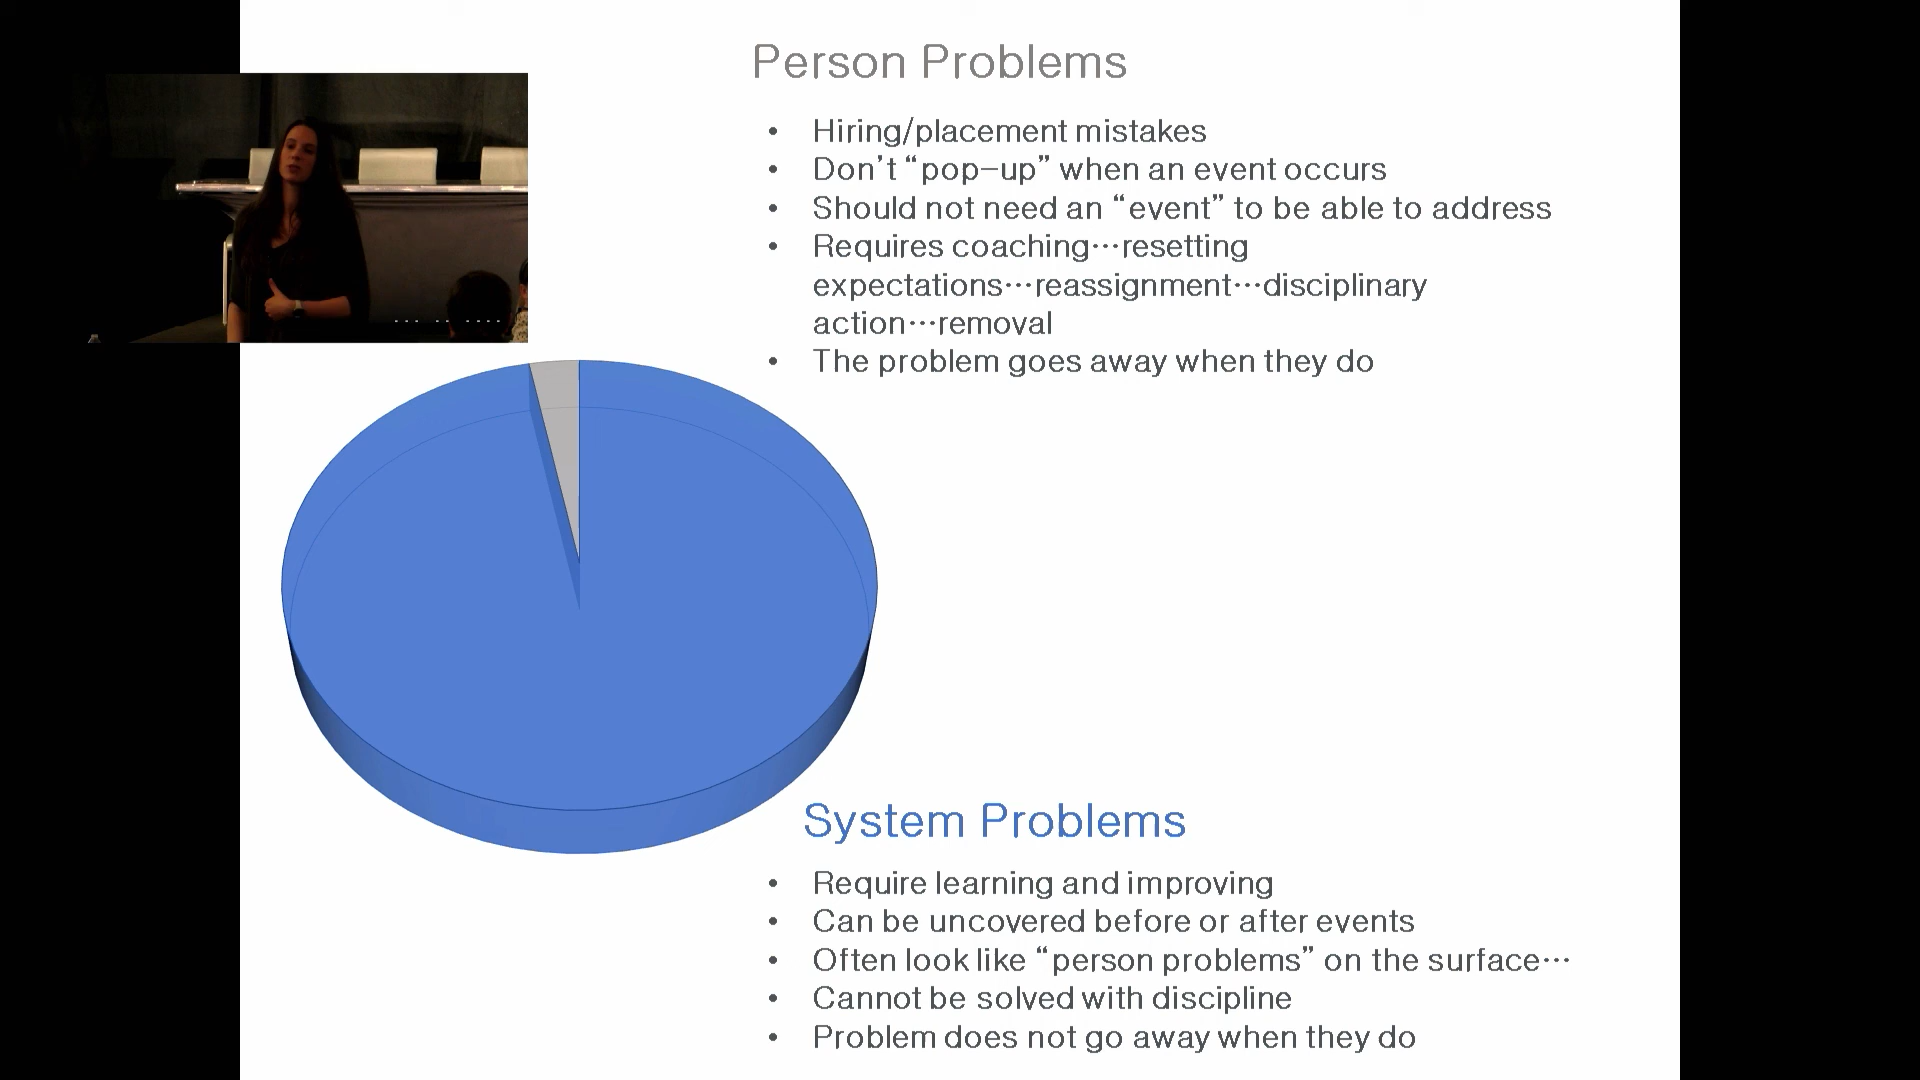 Person Problems
• Hiring/placement mistakes
• Don’t “pop-up” when an event occurs
• Should not need an “event” to be able to address
• Requires coaching…resetting
expectations…reassignment…disciplinary
action…removal
• The problem goes away when they do
System Problems
• Require learning and improving
• Can be uncovered before or after events
• Often look like “person problems” on the surface…
• Cannot be solved with discipline
• Problem does not go away when they do